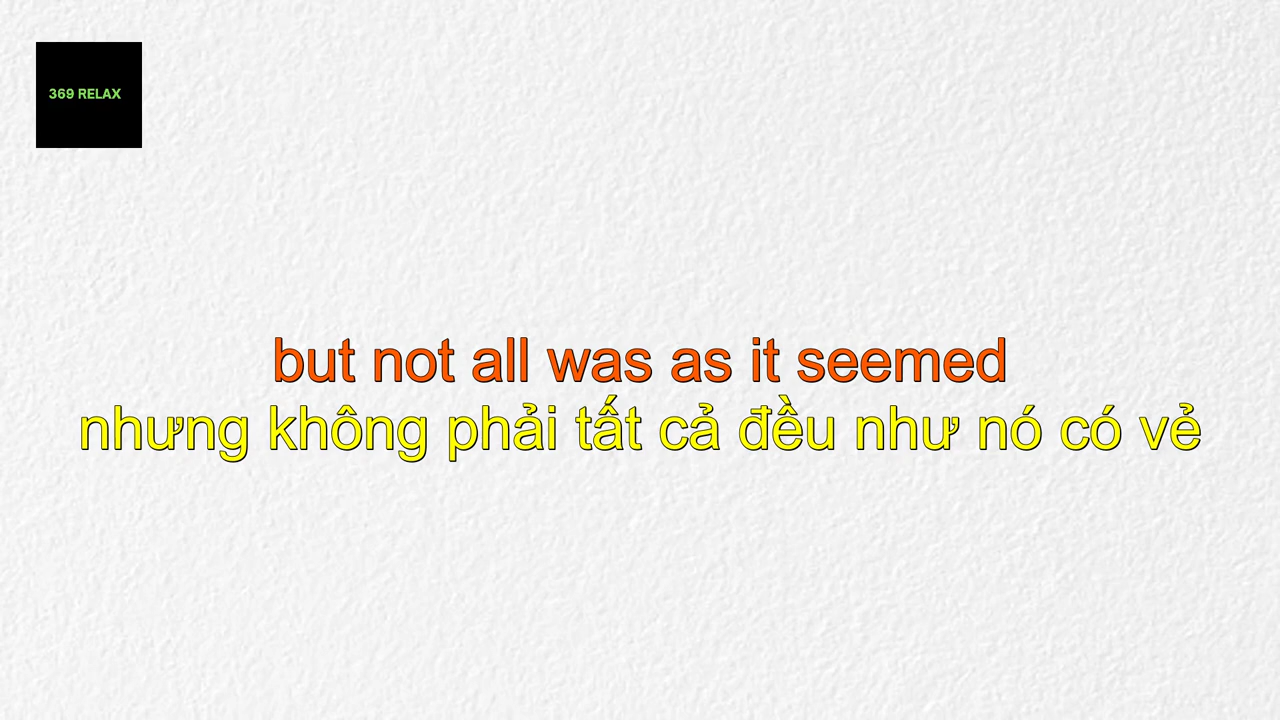 369 RELAX
but not all was as it seemed
nhưng không phải tất cả đều như nó có vẻ